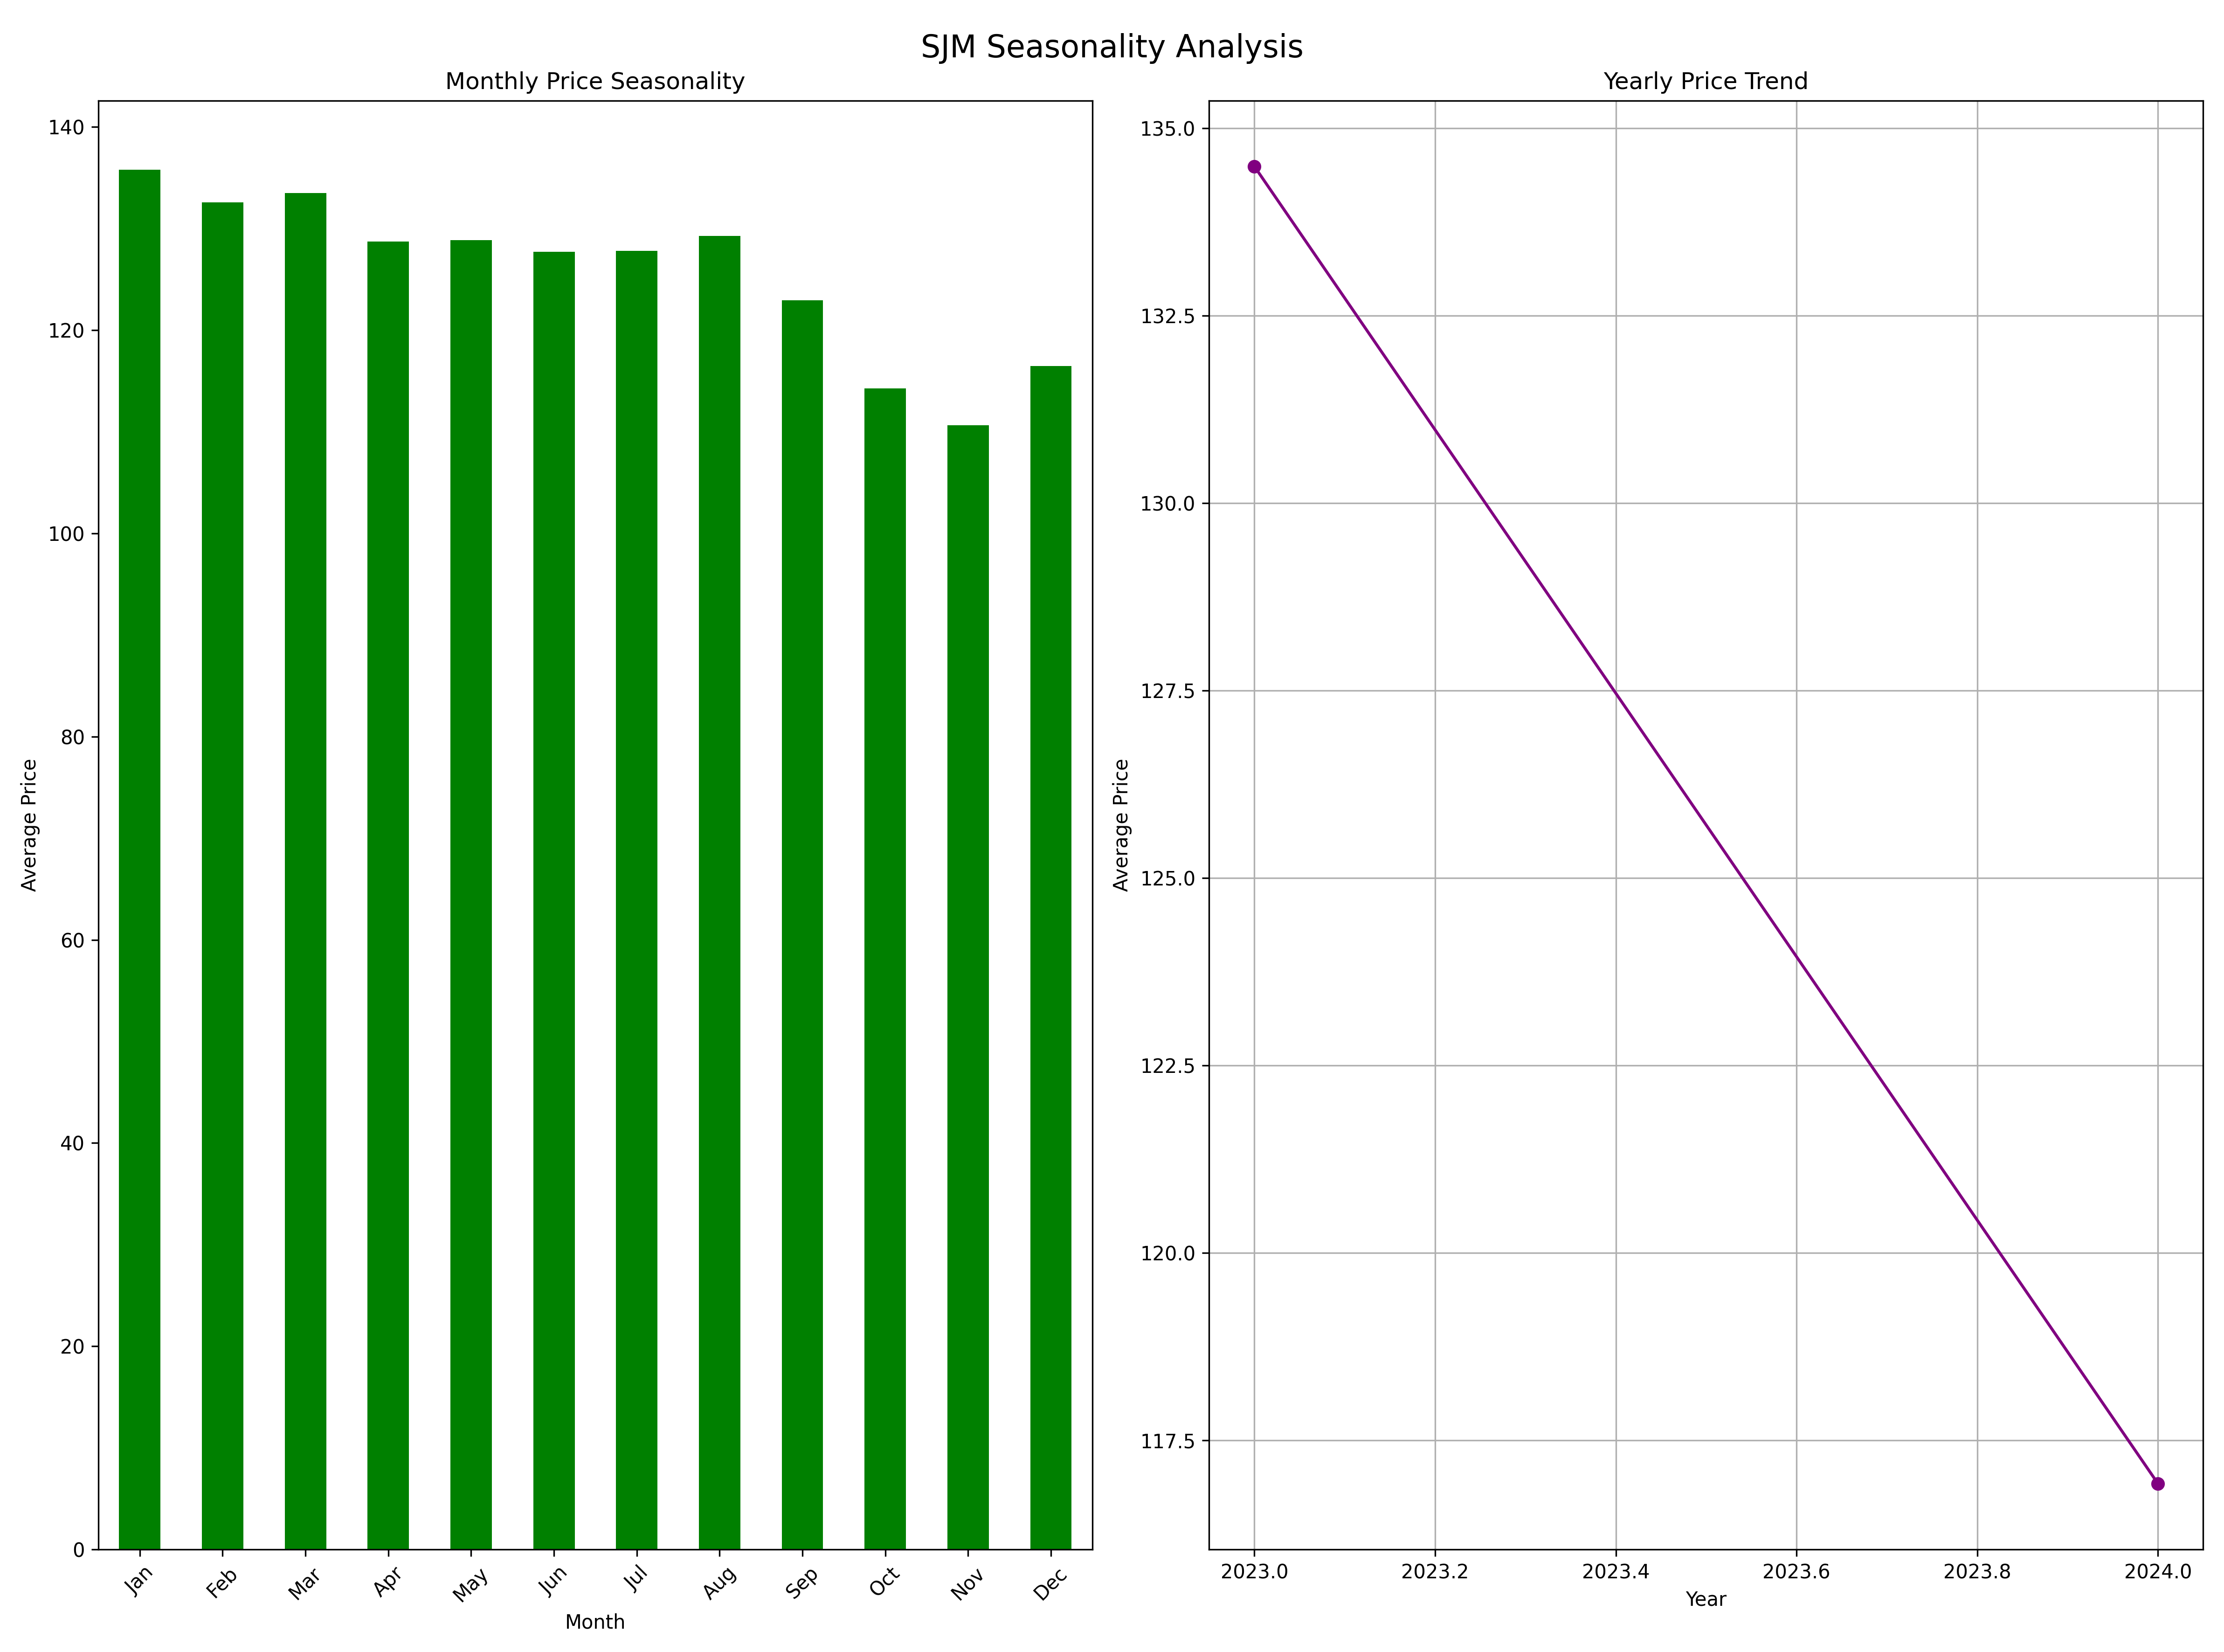 SJM Seasonality Analysis
Monthly Price Seasonality
Average Price
140
120
100
80
60
40
20
0
Jan
Feb
Mar
Apr
May
Jun
Jul
Aug
Sep
Oct
Nov
Dec
Month
Yearly Price Trend
Average Price
135.0
132.5
130.0
127.5
125.0
122.5
120.0
117.5
2023.0
2023.2
2023.4
2023.6
2023.8
2024.0
Year